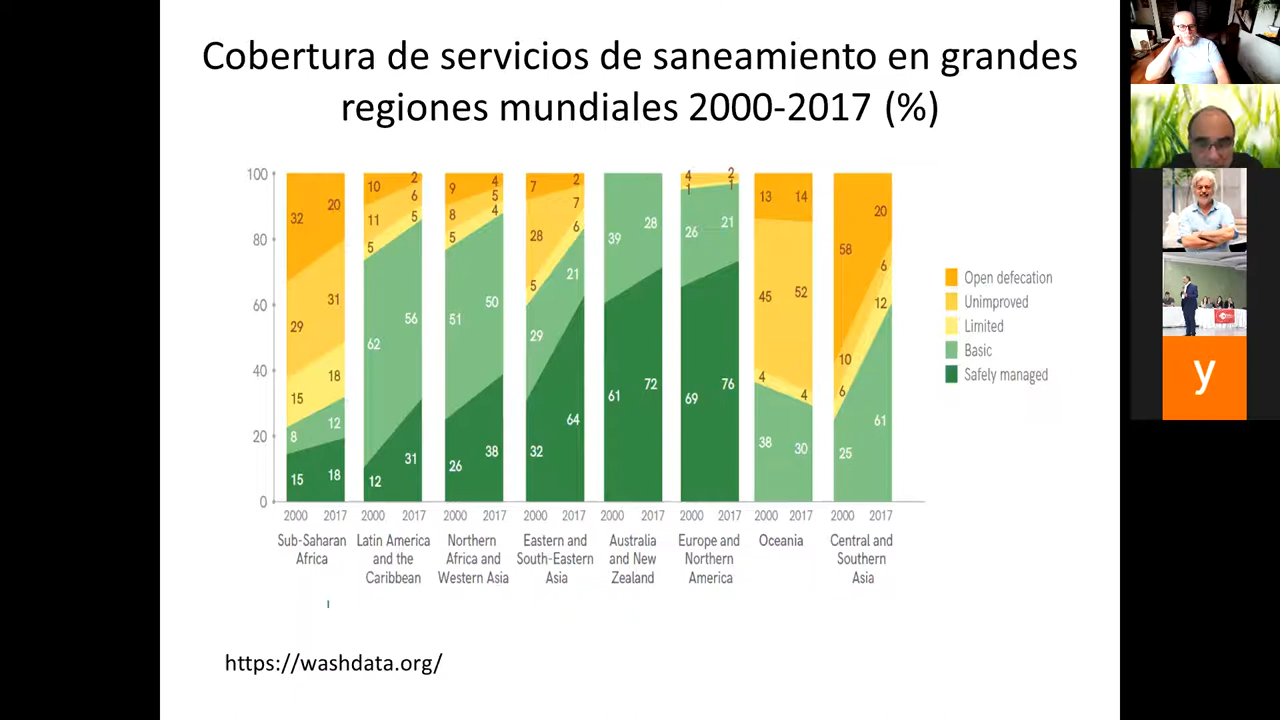 Cobertura de servicios de saneamiento en grandes
regiones mundiales 2000-2017 (%)
100
80
60
40
20
0
32 20
29 31
15 18
8 12
15 18
10 2
11 6
5 5
62 56
12 31
9 4
8 5
5 4
51 50
26 38
7 2
28 7
5 6
29 21
32 64
39 28
61 72
4 2
1 1
26 21
69 76
13 14
45 52
4 4
38 30
58 20
10 6
6 12
25 61
Open defecation
Unimproved
Limited
Basic
Safely managed
2000 2017 2000 2017 2000 2017 2000 2017 2000 2017 2000 2017 2000 2017 2000 2017
Sub-Saharan
Africa
Latin America
and the
Caribbean
Northern
Africa and
Western Asia
Eastern and
South-Eastern
Asia
Australia
and New
Zealand
Europe and
Northern
America
Oceania
Central and
Southern
Asia
https://washdata.org/
y